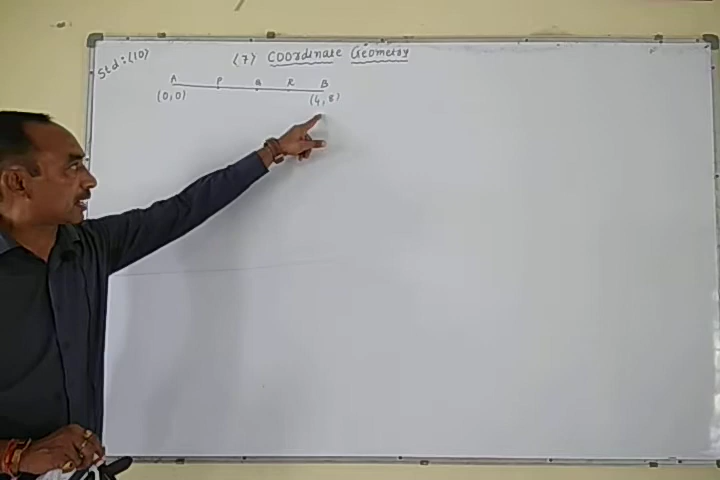 Std:(10)
(7) Coordinate Geometry
A P Q R B
(0,0) (4,8)